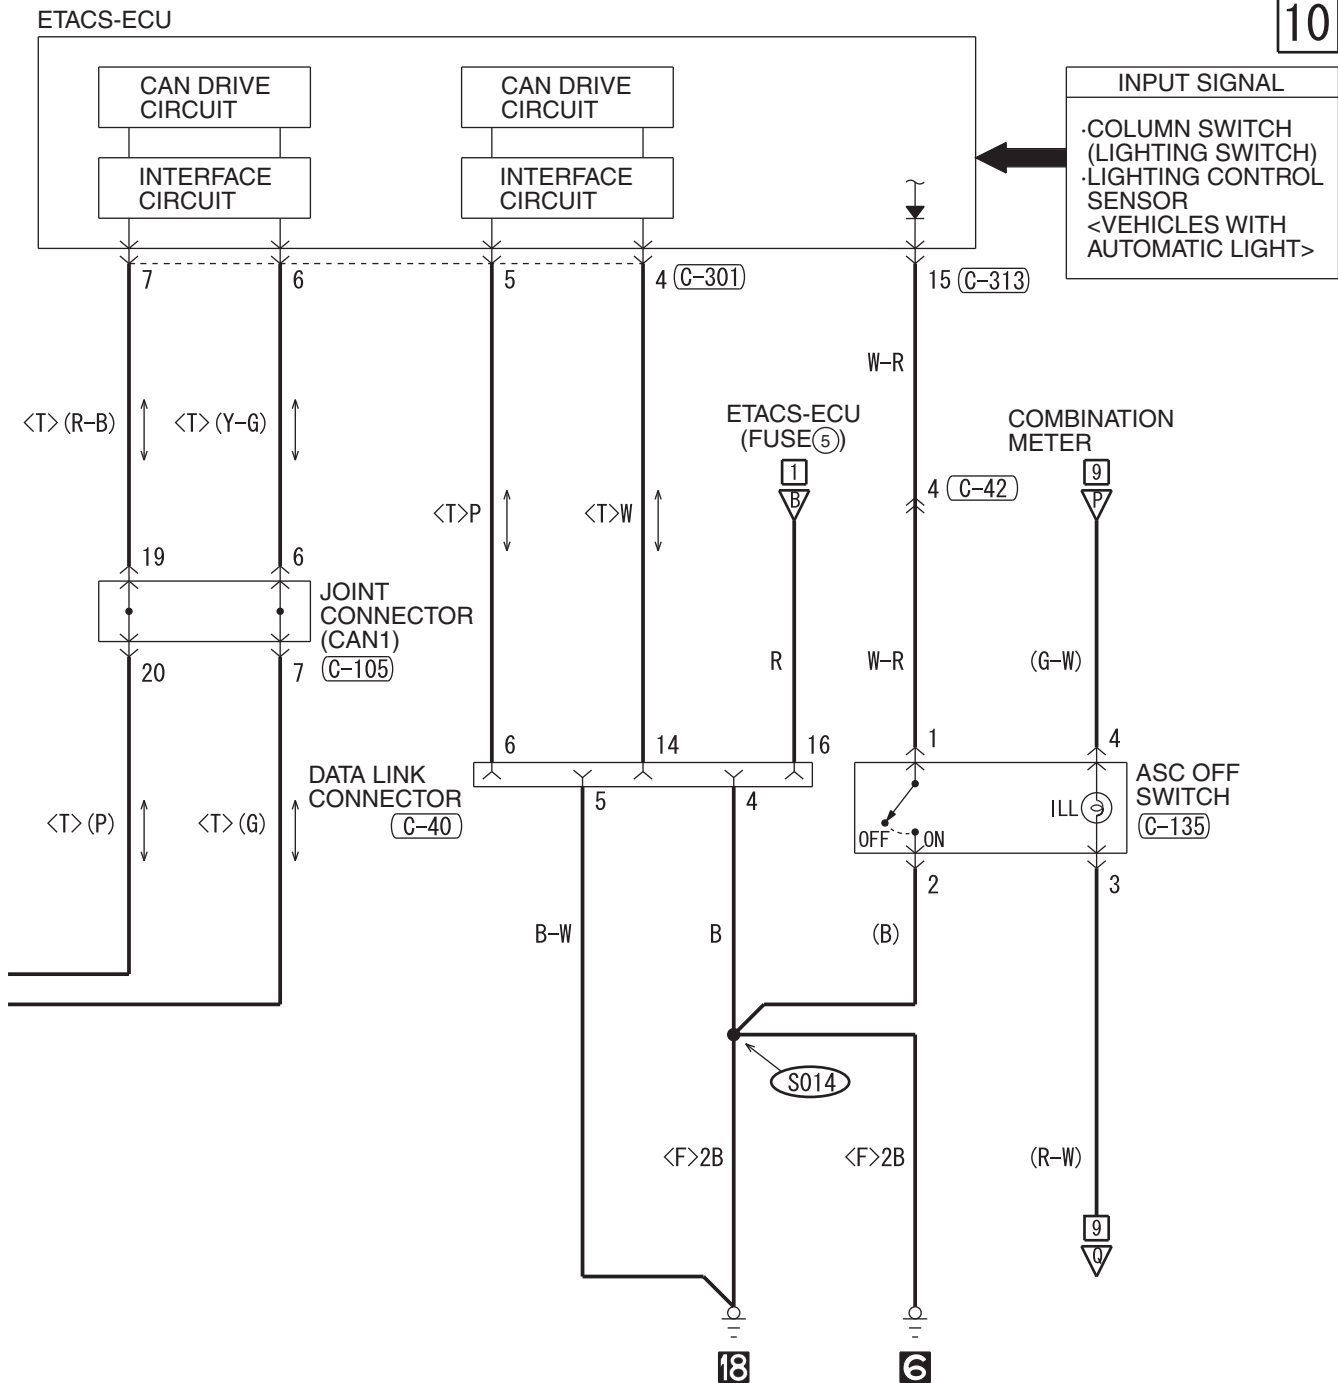 ETACS-ECU
10
CAN DRIVE
CIRCUIT
CAN DRIVE
CIRCUIT
INTERFACE
CIRCUIT
INTERFACE
CIRCUIT
INPUT SIGNAL
·COLUMN SWITCH
(LIGHTING SWITCH)
·LIGHTING CONTROL
SENSOR
<VEHICLES WITH
AUTOMATIC LIGHT>
7 6 5 4 C-301 15 C-313
W-R
<T>(R-B) <T>(Y-G)
ETACS-ECU
(FUSE⑤)
1
B
COMBINATION
METER
9
P
4 C-42
<T>P <T>W
19 6
JOINT
CONNECTOR
(CAN1)
C-105
20 7
R W-R (G-W)
6 14 16 1 4
DATA LINK
CONNECTOR
C-40
5 4
ILL
OFF ON
ASC OFF
SWITCH
C-135
<T>(P) <T>(G)
2 3
B-W B (B)
S014
<F>2B <F>2B (R-W)
9
Q
18 6